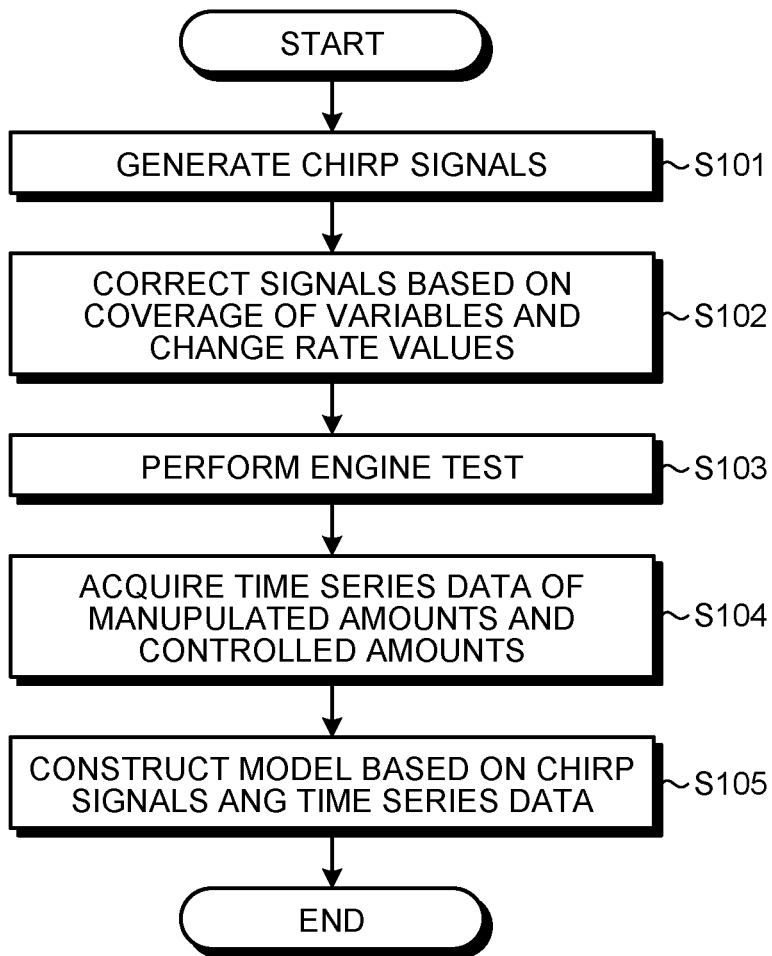 START
GENERATE CHIRP SIGNALS
~S101
CORRECT SIGNALS BASED ON
COVERAGE OF VARIABLES AND
CHANGE RATE VALUES
~S102
PERFORM ENGINE TEST
~S103
ACQUIRE TIME SERIES DATA OF
MANUPULATED AMOUNTS AND
CONTROLLED AMOUNTS
~S104
CONSTRUCT MODEL BASED ON CHIRP
SIGNALS ANG TIME SERIES DATA
~S105
END